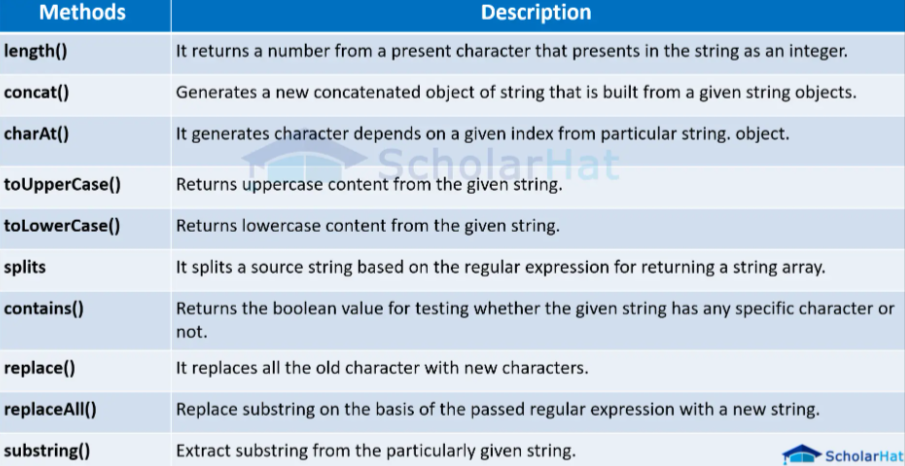 Methods Description
length() It returns a number from a present character that presents in the string as an integer.
concat() Generates a new concatenated object of string that is built from a given string objects.
charAt() It generates character depends on a given index from particular string. object.
ScholarHat
toUpperCase() Returns uppercase content from the given string.
toLowerCase() Returns lowercase content from the given string.
splits It splits a source string based on the regular expression for returning a string array.
contains() Returns the boolean value for testing whether the given string has any specific character or
not.
replace() It replaces all the old character with new characters.
replaceAll() Replace substring on the basis of the passed regular expression with a new string.
substring() Extract substring from the particularly given string.
ScholarHat